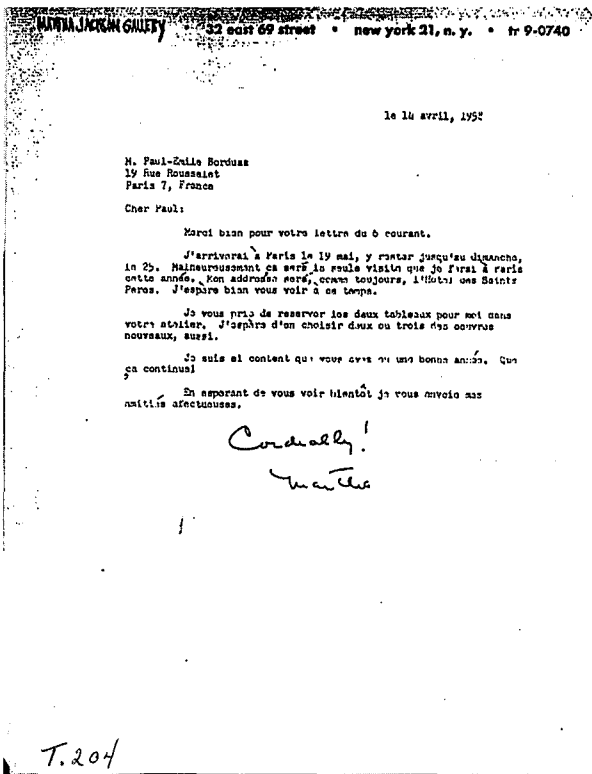 MARTHA JACKSON GALLERY 32 east 69 street • new york 21, n. y. • tr 9-0740
le 14 avril, 195
M. Paul-Emile Borduas
19 Rue Rousselet
Paris 7, France
Cher Paul:
Merci bien pour votre lettre du 6 courant.
J'arriverai à Paris le 19 mai, y rester jusqu'au dimanche,
le 25. Malheureusement ça sera la seule visite que je ferai à Paris
cette année. Mon addresse sera, comme toujours, l'Hotel des Saints
Peres. J'espère bien vous voir à ce temps.
Je vous prie de reserver les deux tableaux pour moi dans
votre atelier. J'espère d'en choisir deux ou trois des oeuvres
nouveaux, aussi.
Je suis si content que vous avez eu une bonne année. Que
ça continue!
En esperant de vous voir bientôt je vous envoie mes
amitiés afectueuses.
Cordially!
Martha
T.204